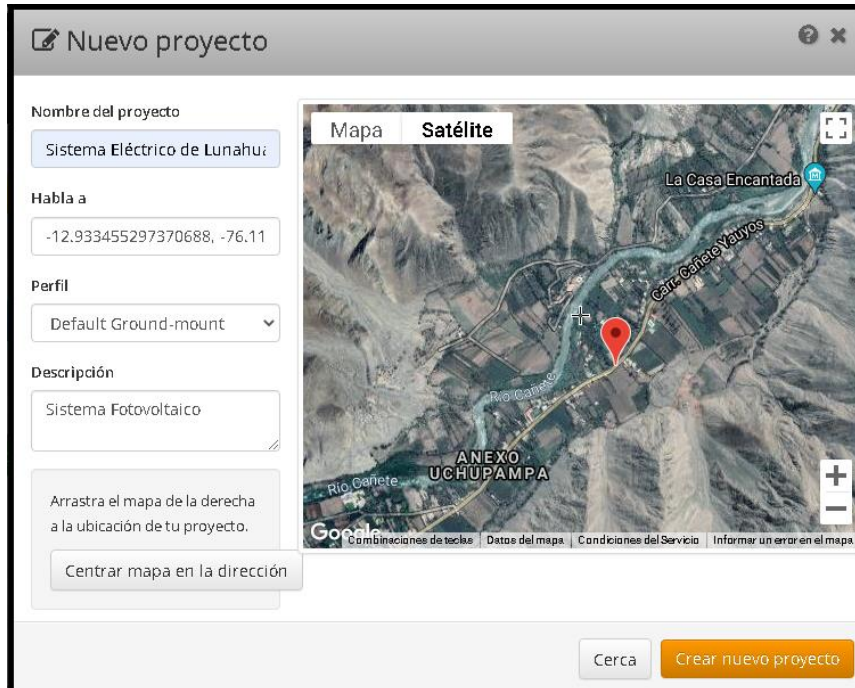 Nuevo proyecto
Nombre del proyecto
Sistema Eléctrico de Lunahua
Habla a
-12.933455297370688, -76.11
Perfil
Default Ground-mount
Descripción
Sistema Fotovoltaico
Arrastra el mapa de la derecha
a la ubicación de tu proyecto.
Centrar mapa en la dirección
Mapa Satélite
La Casa Encantada
Carr. Cañete Yauyos
Río Cañete
ANEXO
UCHUPAMPA
Río Cañete
Google
Combinaciones de teclas Datos del mapa Condiciones del Servicio Informar un error en el mapa
Cerca Crear nuevo proyecto